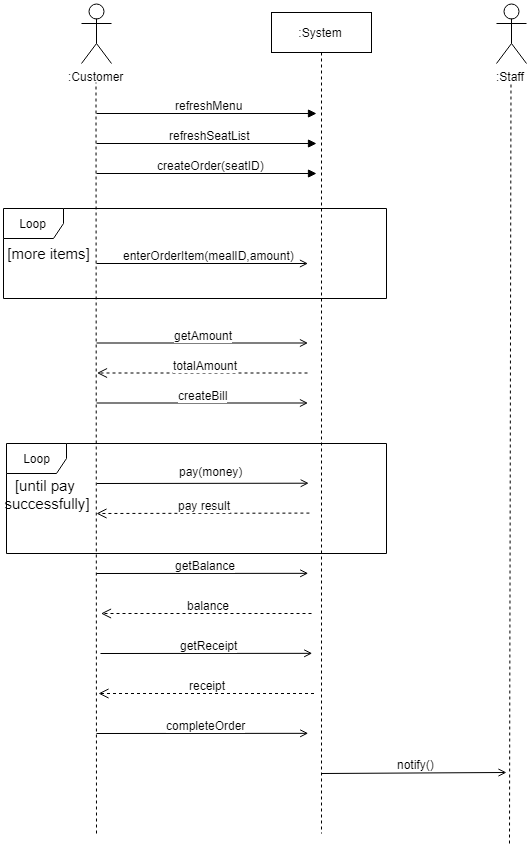 :System
:Customer
:Staff
refreshMenu
refreshSeatList
createOrder(seatID)
Loop
[more items]
enterOrderItem(mealID,amount)
getAmount
totalAmount
createBill
Loop
[until pay
successfully]
pay(money)
pay result
getBalance
balance
getReceipt
receipt
completeOrder
notify()